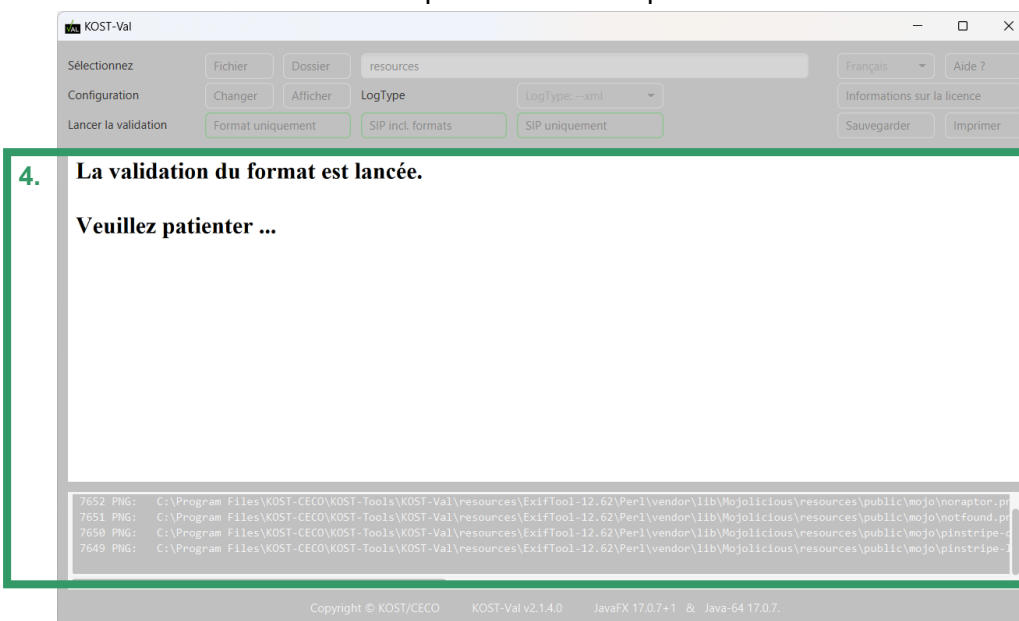 KOST-Val
Sélectionnez Fichier Dossier resources Français Aide ?
Configuration Changer Afficher LogType LogType: --xml Informations sur la licence
Lancer la validation Format uniquement SIP incl. formats SIP uniquement Sauvegarder Imprimer
4.
La validation du format est lancée.
Veuillez patienter ...
7652 PNG: C:\Program Files\KOST-CECO\KOST-Tools\KOST-Val\resources\ExifTool-12.62\Perl\vendor\lib\Mojolicious\resources\public\mojo\noraptor.pn
7651 PNG: C:\Program Files\KOST-CECO\KOST-Tools\KOST-Val\resources\ExifTool-12.62\Perl\vendor\lib\Mojolicious\resources\public\mojo\notfound.pn
7650 PNG: C:\Program Files\KOST-CECO\KOST-Tools\KOST-Val\resources\ExifTool-12.62\Perl\vendor\lib\Mojolicious\resources\public\mojo\pinstripe-d
7649 PNG: C:\Program Files\KOST-CECO\KOST-Tools\KOST-Val\resources\ExifTool-12.62\Perl\vendor\lib\Mojolicious\resources\public\mojo\pinstripe-l
Copyright © KOST/CECO KOST-Val v2.1.4.0 JavaFX 17.0.7+1 & Java-64 17.0.7.